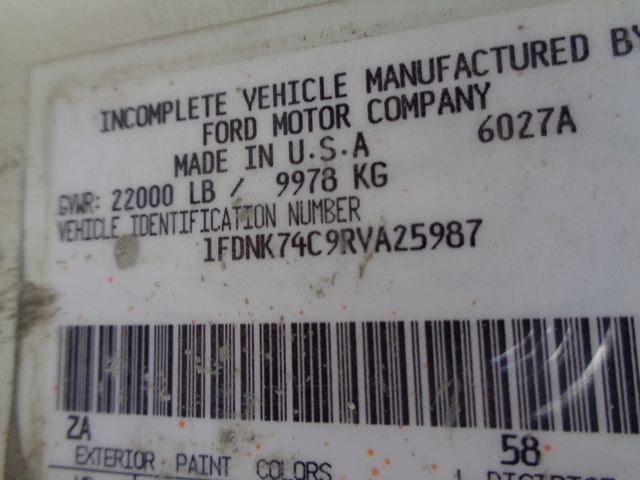 INCOMPLETE VEHICLE MANUFACTURED BY
FORD MOTOR COMPANY
MADE IN U.S.A 6027A
GVWR: 22000 LB / 9978 KG
VEHICLE IDENTIFICATION NUMBER
1FDNK74C9RVA25987
ZA 58
EXTERIOR PAINT COLORS